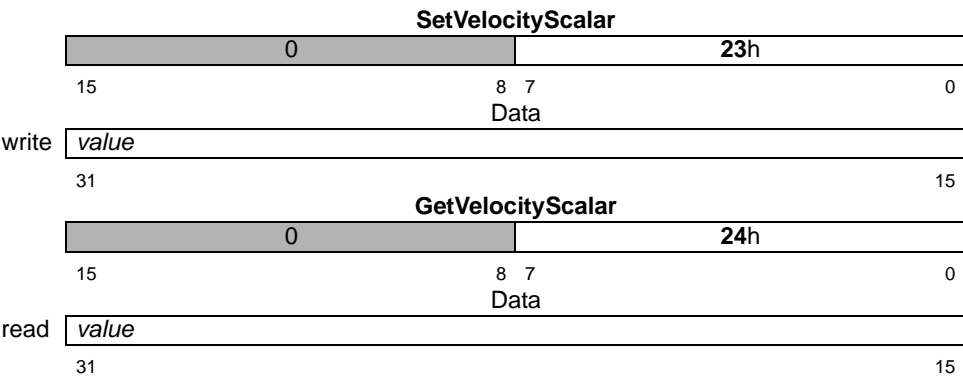 SetVelocityScalar
0 23h
15 8 7 0
Data
write value
31 15
GetVelocityScalar
0 24h
15 8 7 0
Data
read value
31 15